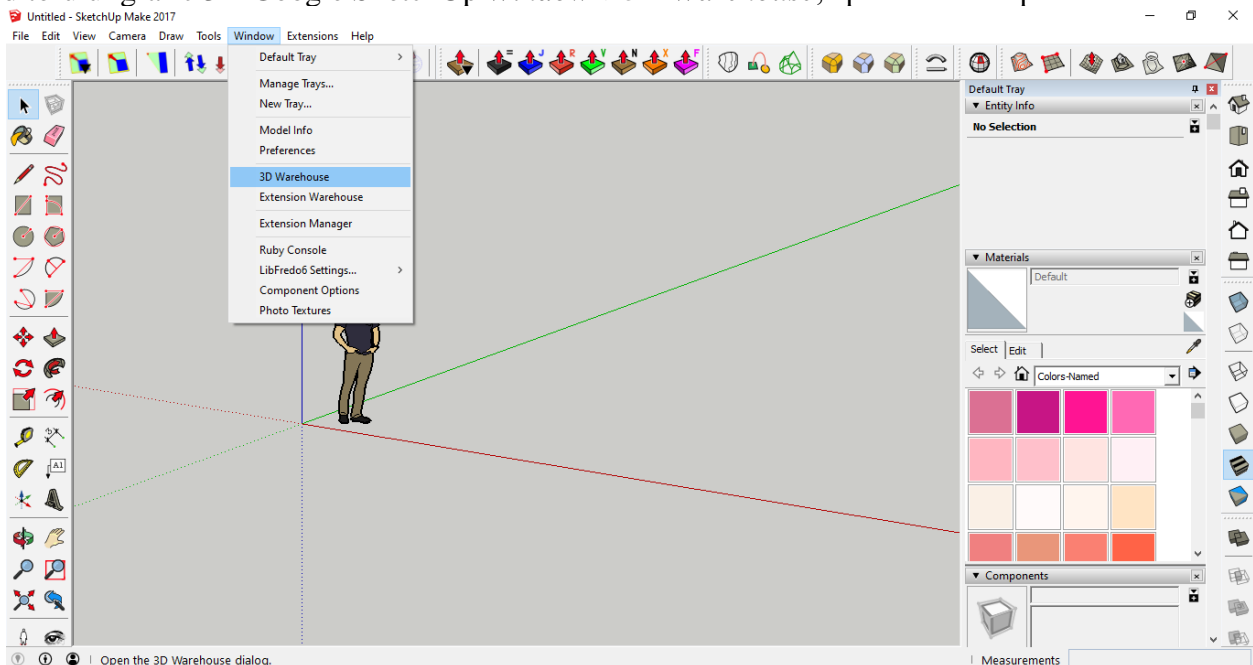 Untitled - SketchUp Make 2017
File Edit View Camera Draw Tools Window Extensions Help
Default Tray
Manage Trays...
New Tray...
Model Info
Preferences
3D Warehouse
Extension Warehouse
Extension Manager
Ruby Console
LibFredo6 Settings...
Component Options
Photo Textures
= J R V N X F
Default Tray
Entity Info
No Selection
Materials
Default
Select Edit
Colors-Named
Components
A1
Open the 3D Warehouse dialog.
Measurements